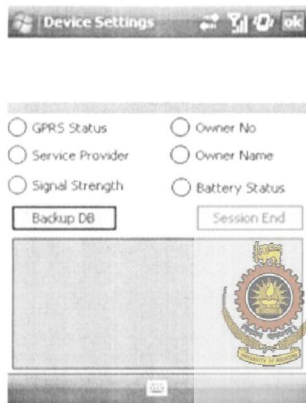 Device Settings ok
GPRS Status Owner No
Service Provider Owner Name
Signal Strength Battery Status
Backup DB Session End